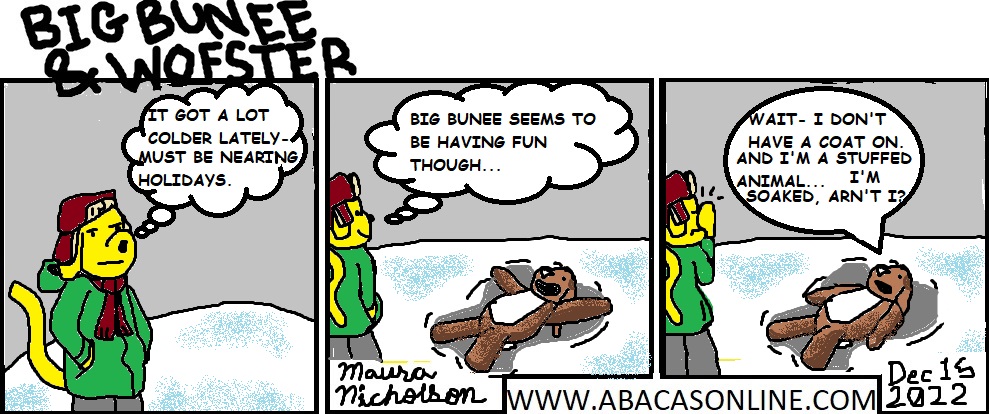 BIG BUNEE
& WOFSTER
IT GOT A LOT
COLDER LATELY-
MUST BE NEARING
HOLIDAYS.
BIG BUNEE SEEMS TO
BE HAVING FUN
THOUGH...
WAIT- I DON'T
HAVE A COAT ON.
AND I'M A STUFFED
ANIMAL... I'M
SOAKED, ARN'T I?
Maura
Nicholson
WWW.ABACASONLINE.COM
Dec 15
2022